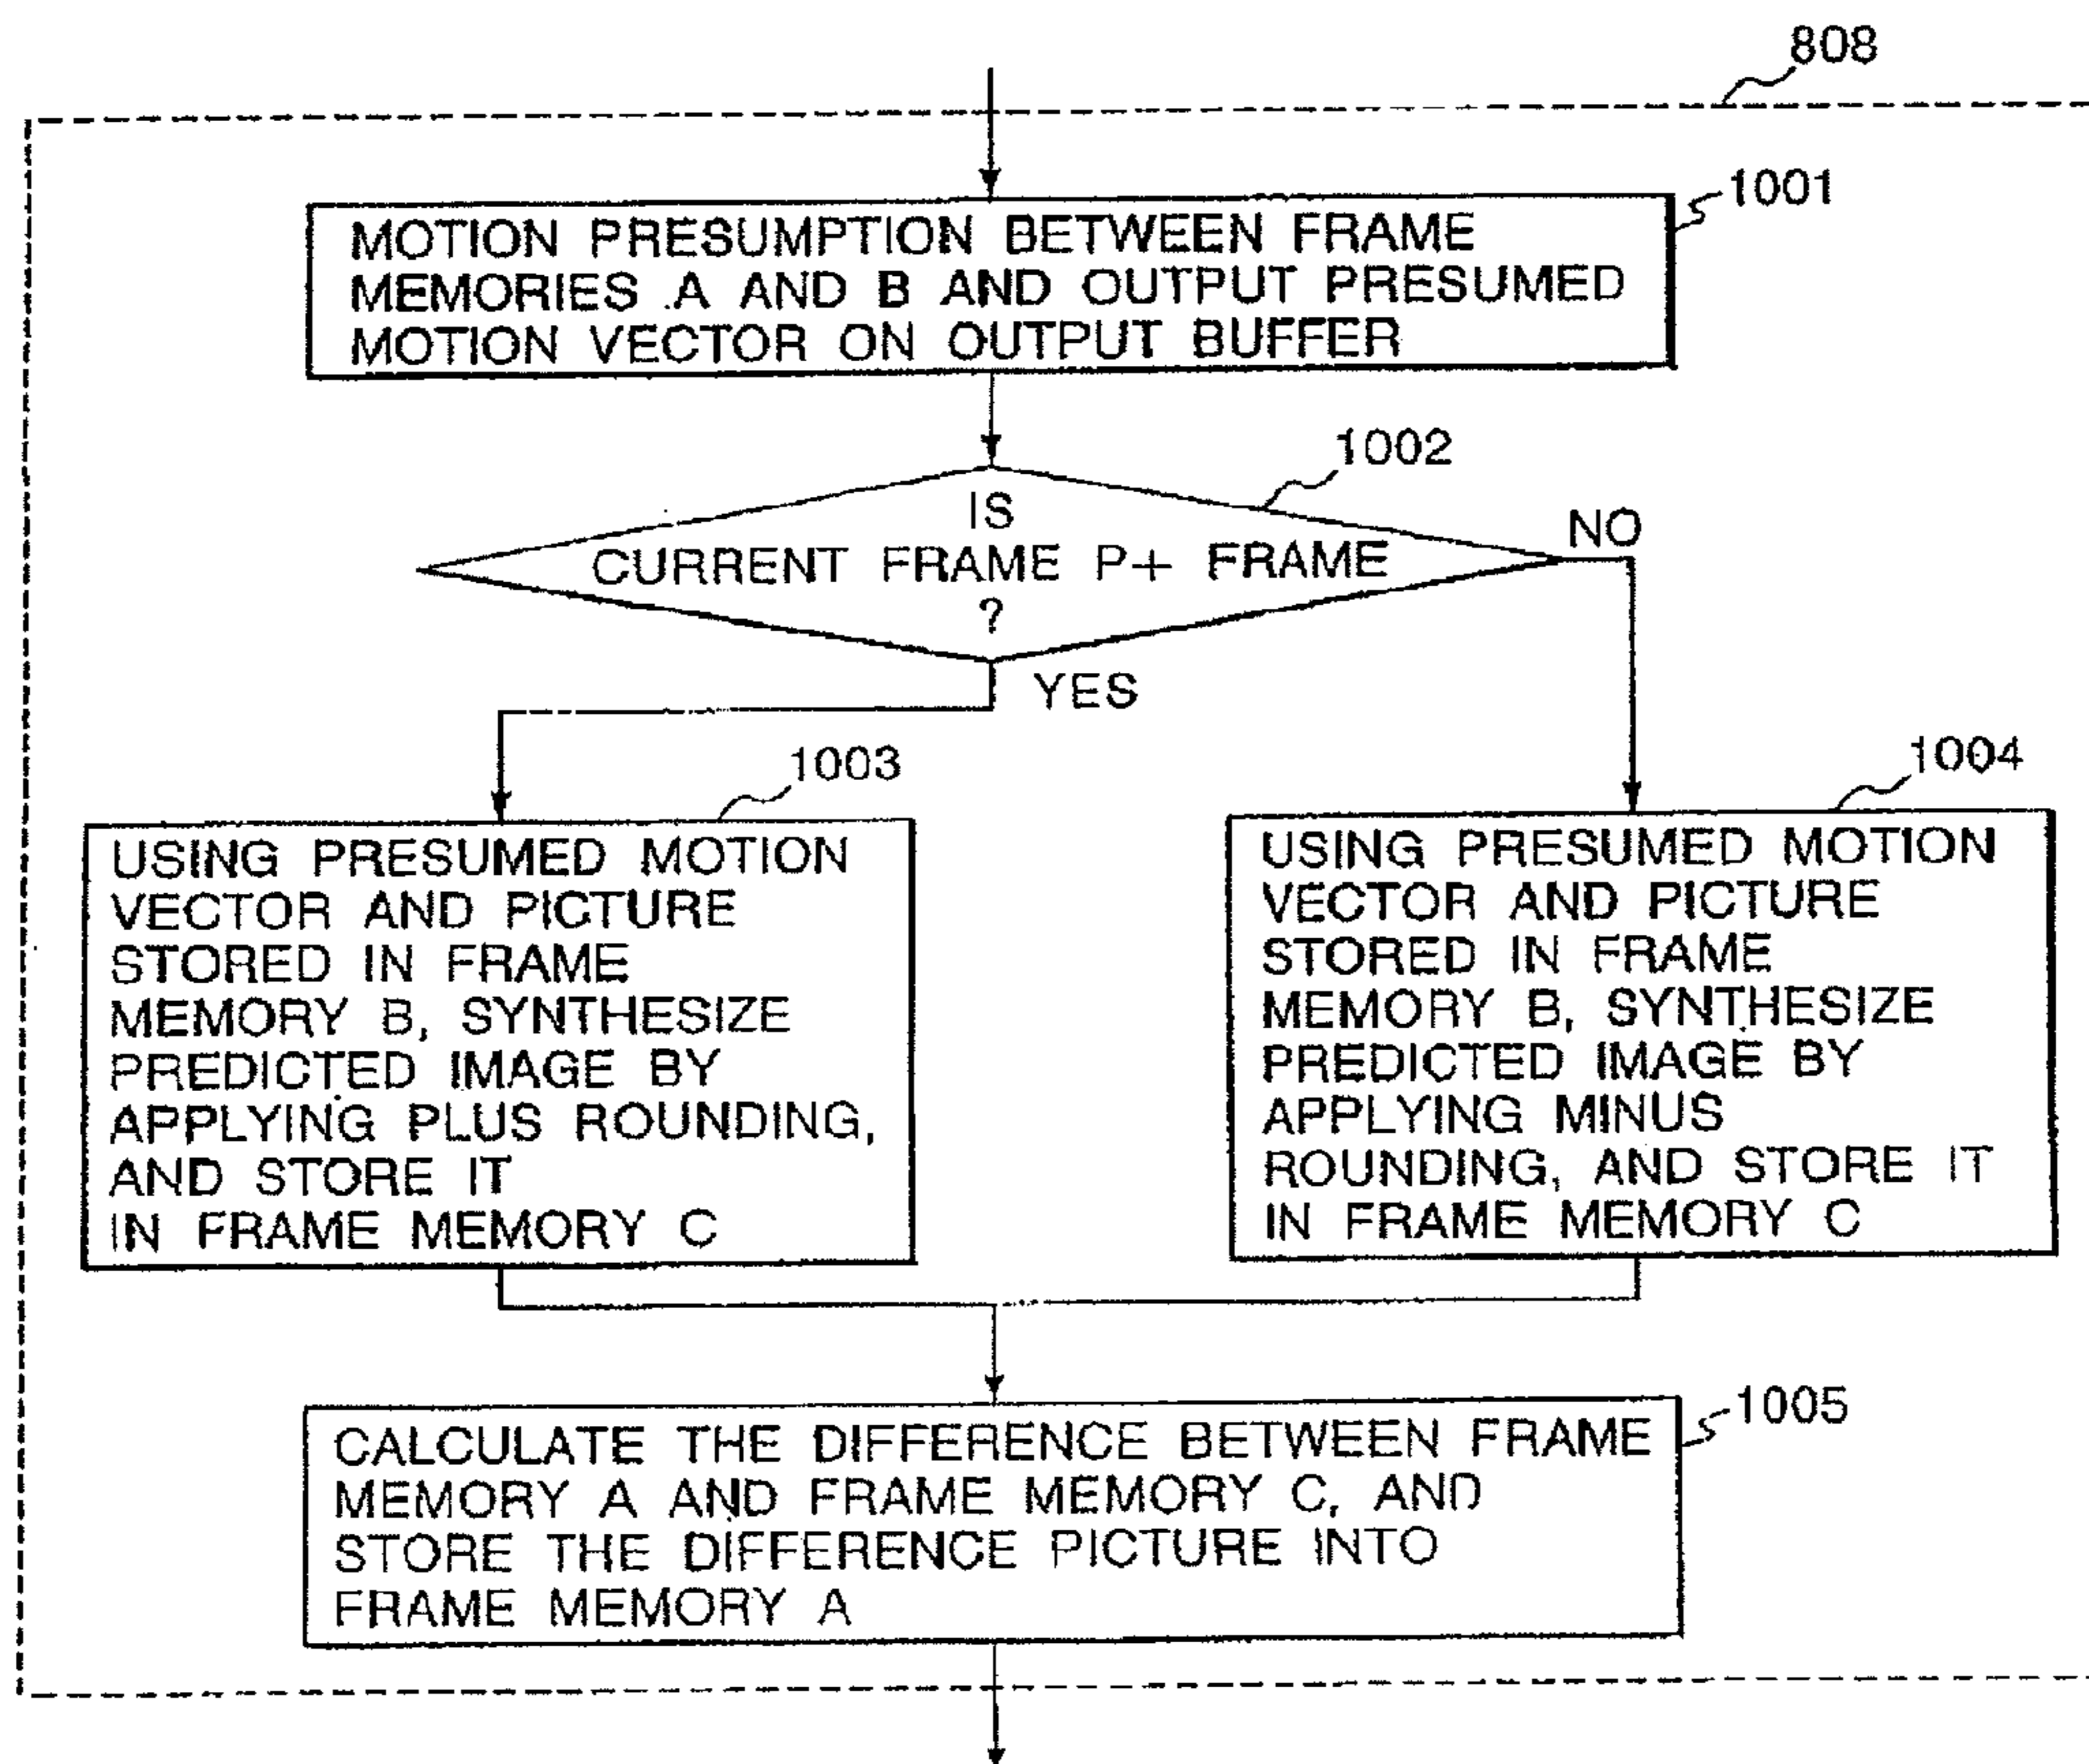 808
1001
MOTION PRESUMPTION BETWEEN FRAME
MEMORIES A AND B AND OUTPUT PRESUMED
MOTION VECTOR ON OUTPUT BUFFER
1002
IS
CURRENT FRAME P+ FRAME
?
NO
YES
1003
USING PRESUMED MOTION
VECTOR AND PICTURE
STORED IN FRAME
MEMORY B, SYNTHESIZE
PREDICTED IMAGE BY
APPLYING PLUS ROUNDING,
AND STORE IT
IN FRAME MEMORY C
1004
USING PRESUMED MOTION
VECTOR AND PICTURE
STORED IN FRAME
MEMORY B, SYNTHESIZE
PREDICTED IMAGE BY
APPLYING MINUS
ROUNDING, AND STORE IT
IN FRAME MEMORY C
1005
CALCULATE THE DIFFERENCE BETWEEN FRAME
MEMORY A AND FRAME MEMORY C, AND
STORE THE DIFFERENCE PICTURE INTO
FRAME MEMORY A